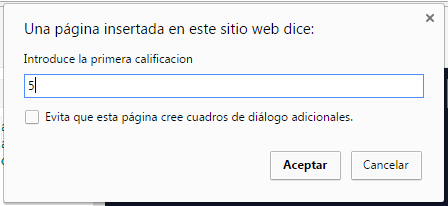 Una página insertada en este sitio web dice:
Introduce la primera calificacion
5
Evita que esta página cree cuadros de diálogo adicionales.
Aceptar
Cancelar